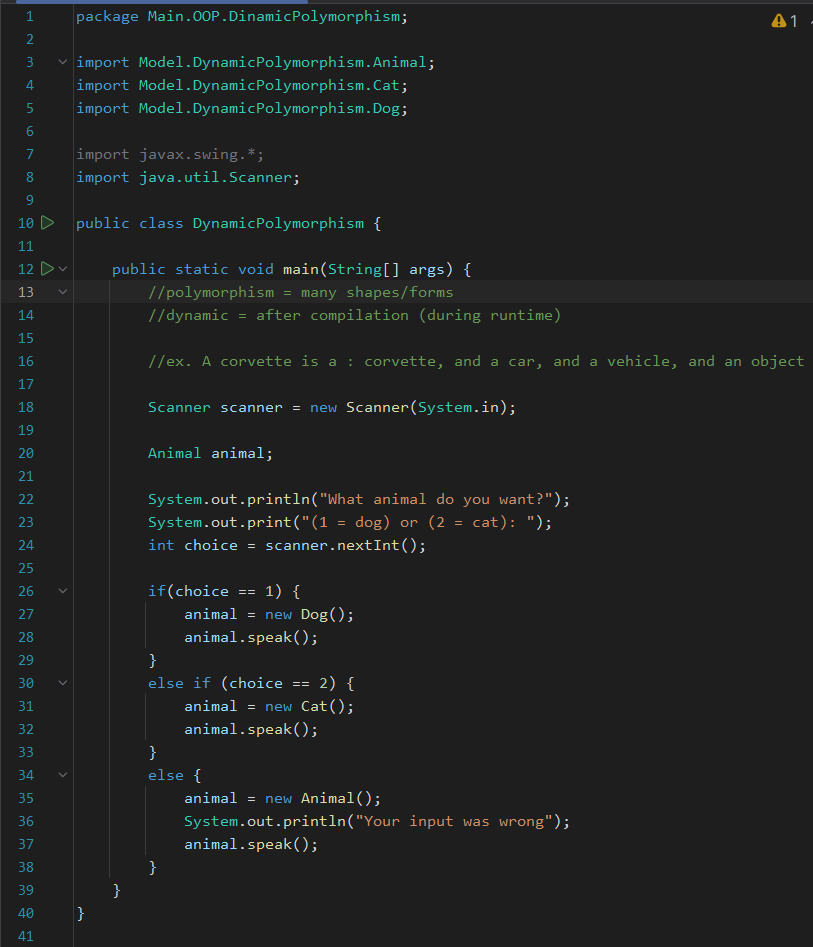 1 package Main.OOP.DinamicPolymorphism; 1
2
3 import Model.DynamicPolymorphism.Animal;
4 import Model.DynamicPolymorphism.Cat;
5 import Model.DynamicPolymorphism.Dog;
6
7 import javax.swing.*;
8 import java.util.Scanner;
9
10 public class DynamicPolymorphism {
11
12 public static void main(String[] args) {
13 //polymorphism = many shapes/forms
14 //dynamic = after compilation (during runtime)
15
16 //ex. A corvette is a : corvette, and a car, and a vehicle, and an object
17
18 Scanner scanner = new Scanner(System.in);
19
20 Animal animal;
21
22 System.out.println("What animal do you want?");
23 System.out.print("(1 = dog) or (2 = cat): ");
24 int choice = scanner.nextInt();
25
26 if(choice == 1) {
27 animal = new Dog();
28 animal.speak();
29 }
30 else if (choice == 2) {
31 animal = new Cat();
32 animal.speak();
33 }
34 else {
35 animal = new Animal();
36 System.out.println("Your input was wrong");
37 animal.speak();
38 }
39 }
40 }
41